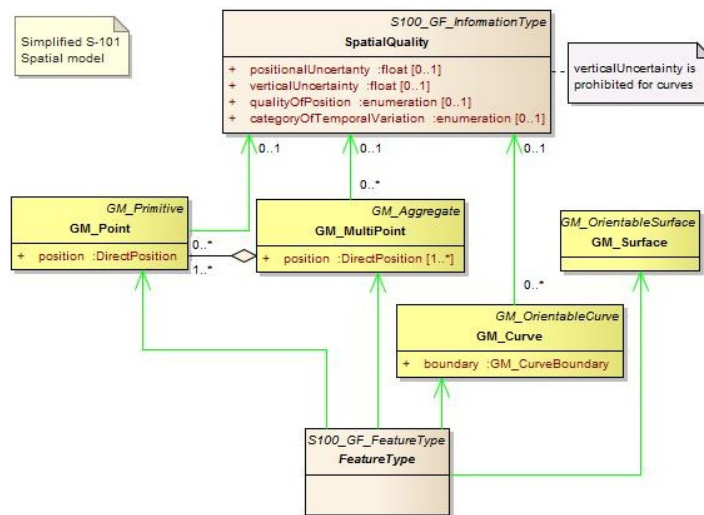 Simplified S-101
Spatial model
S100_GF_InformationType
SpatialQuality
+ positionalUncertanty :float [0..1]
+ verticalUncertainty :float [0..1]
+ qualityOfPosition :enumeration [0..1]
+ categoryOfTemporalVariation :enumeration [0..1]
verticalUncertainty is
prohibited for curves
0..1
0..1
0..1
0..*
GM_Primitive
GM_Point
+ position :DirectPosition
0..*
1..*
GM_Aggregate
GM_MultiPoint
+ position :DirectPosition [1..*]
GM_OrientableSurface
GM_Surface
0..*
GM_OrientableCurve
GM_Curve
+ boundary :GM_CurveBoundary
S100_GF_FeatureType
FeatureType